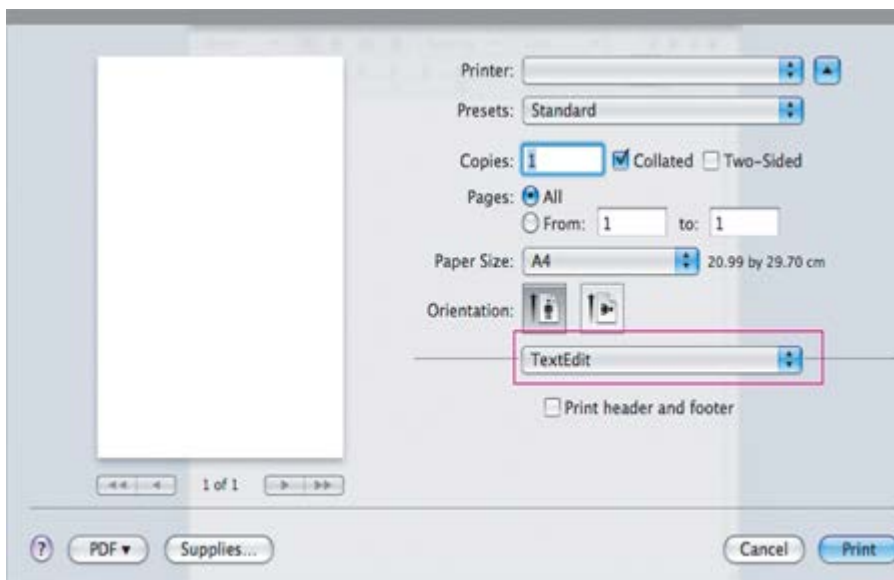 Printer:
Presets: Standard
Copies: 1 Collated Two-Sided
Pages: All
From: 1 to: 1
Paper Size: A4 20.99 by 29.70 cm
Orientation:
TextEdit
Print header and footer
1 of 1
? PDF Supplies... Cancel Print